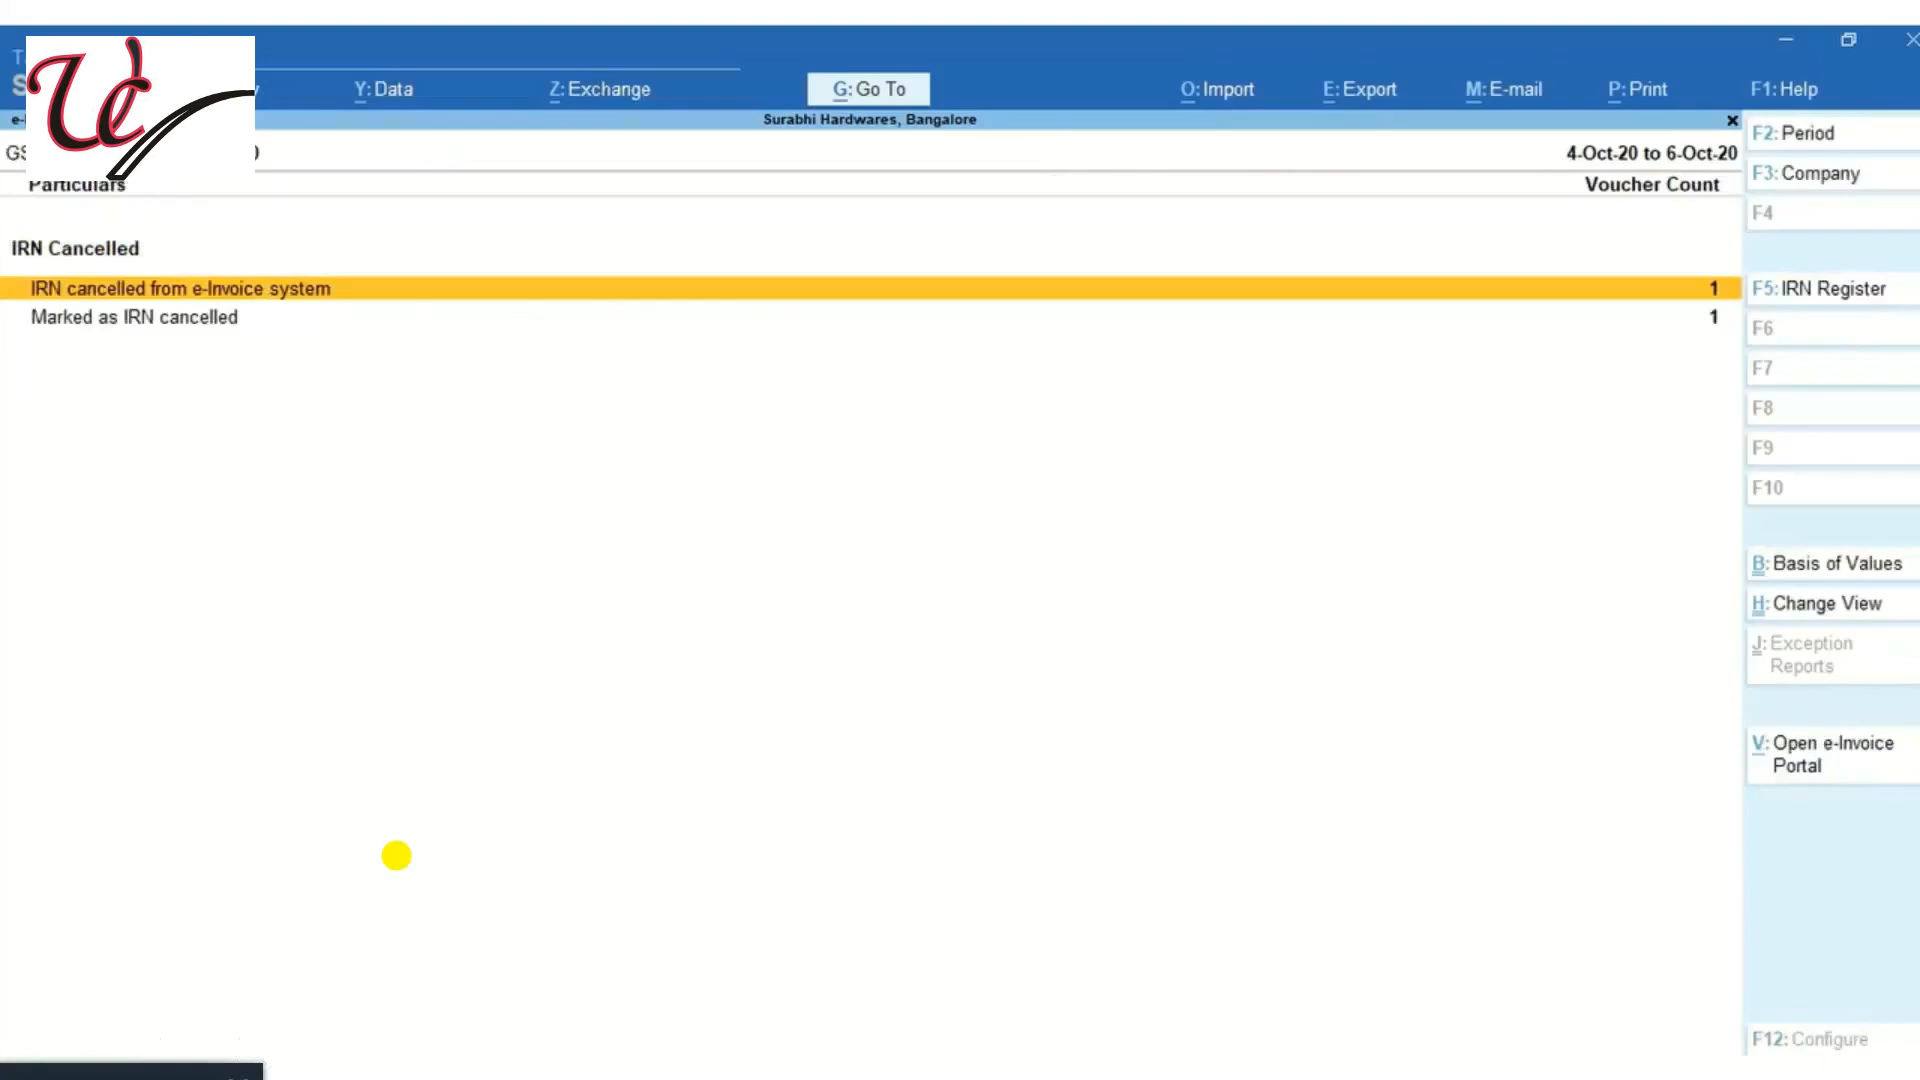 Y: Data
Z: Exchange
G: Go To
O: Import
E: Export
M: E-mail
P: Print
F1: Help
Surabhi Hardwares, Bangalore
4-Oct-20 to 6-Oct-20
Particulars
Voucher Count
IRN Cancelled
IRN cancelled from e-Invoice system 1
Marked as IRN cancelled 1
F2: Period
F3: Company
F4
F5: IRN Register
F6
F7
F8
F9
F10
B: Basis of Values
H: Change View
J: Exception
Reports
V: Open e-Invoice
Portal
F12: Configure